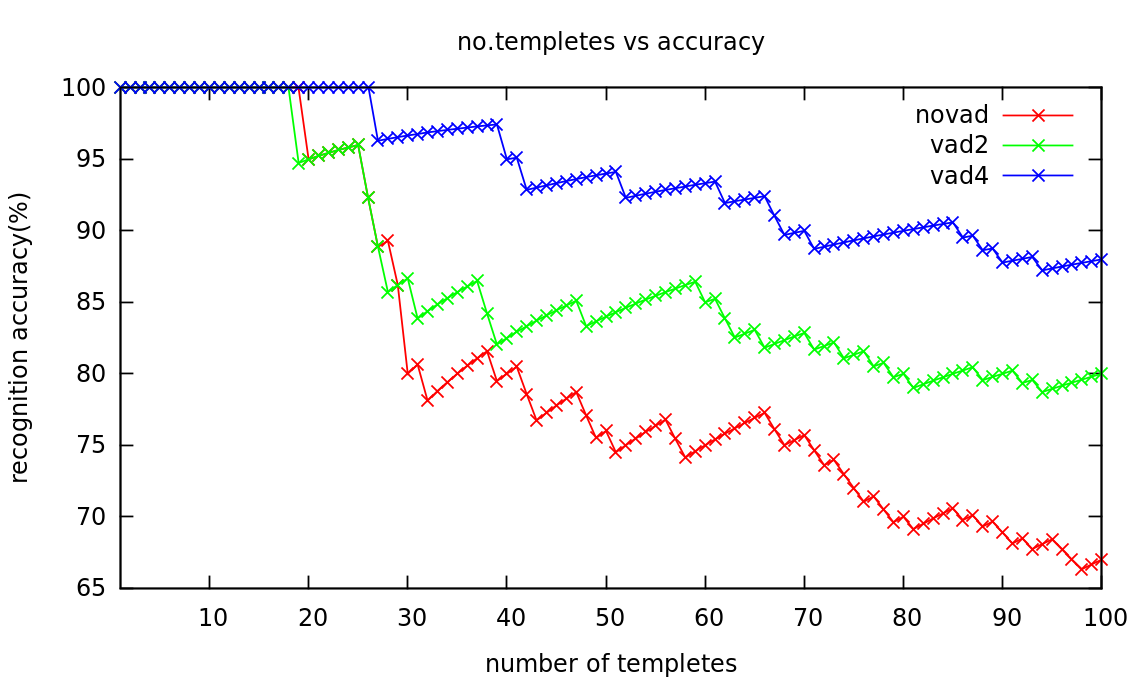 no.templetes vs accuracy
novad
vad2
vad4
100
95
90
85
80
75
70
65
recognition accuracy(%)
10 20 30 40 50 60 70 80 90 100
number of templetes